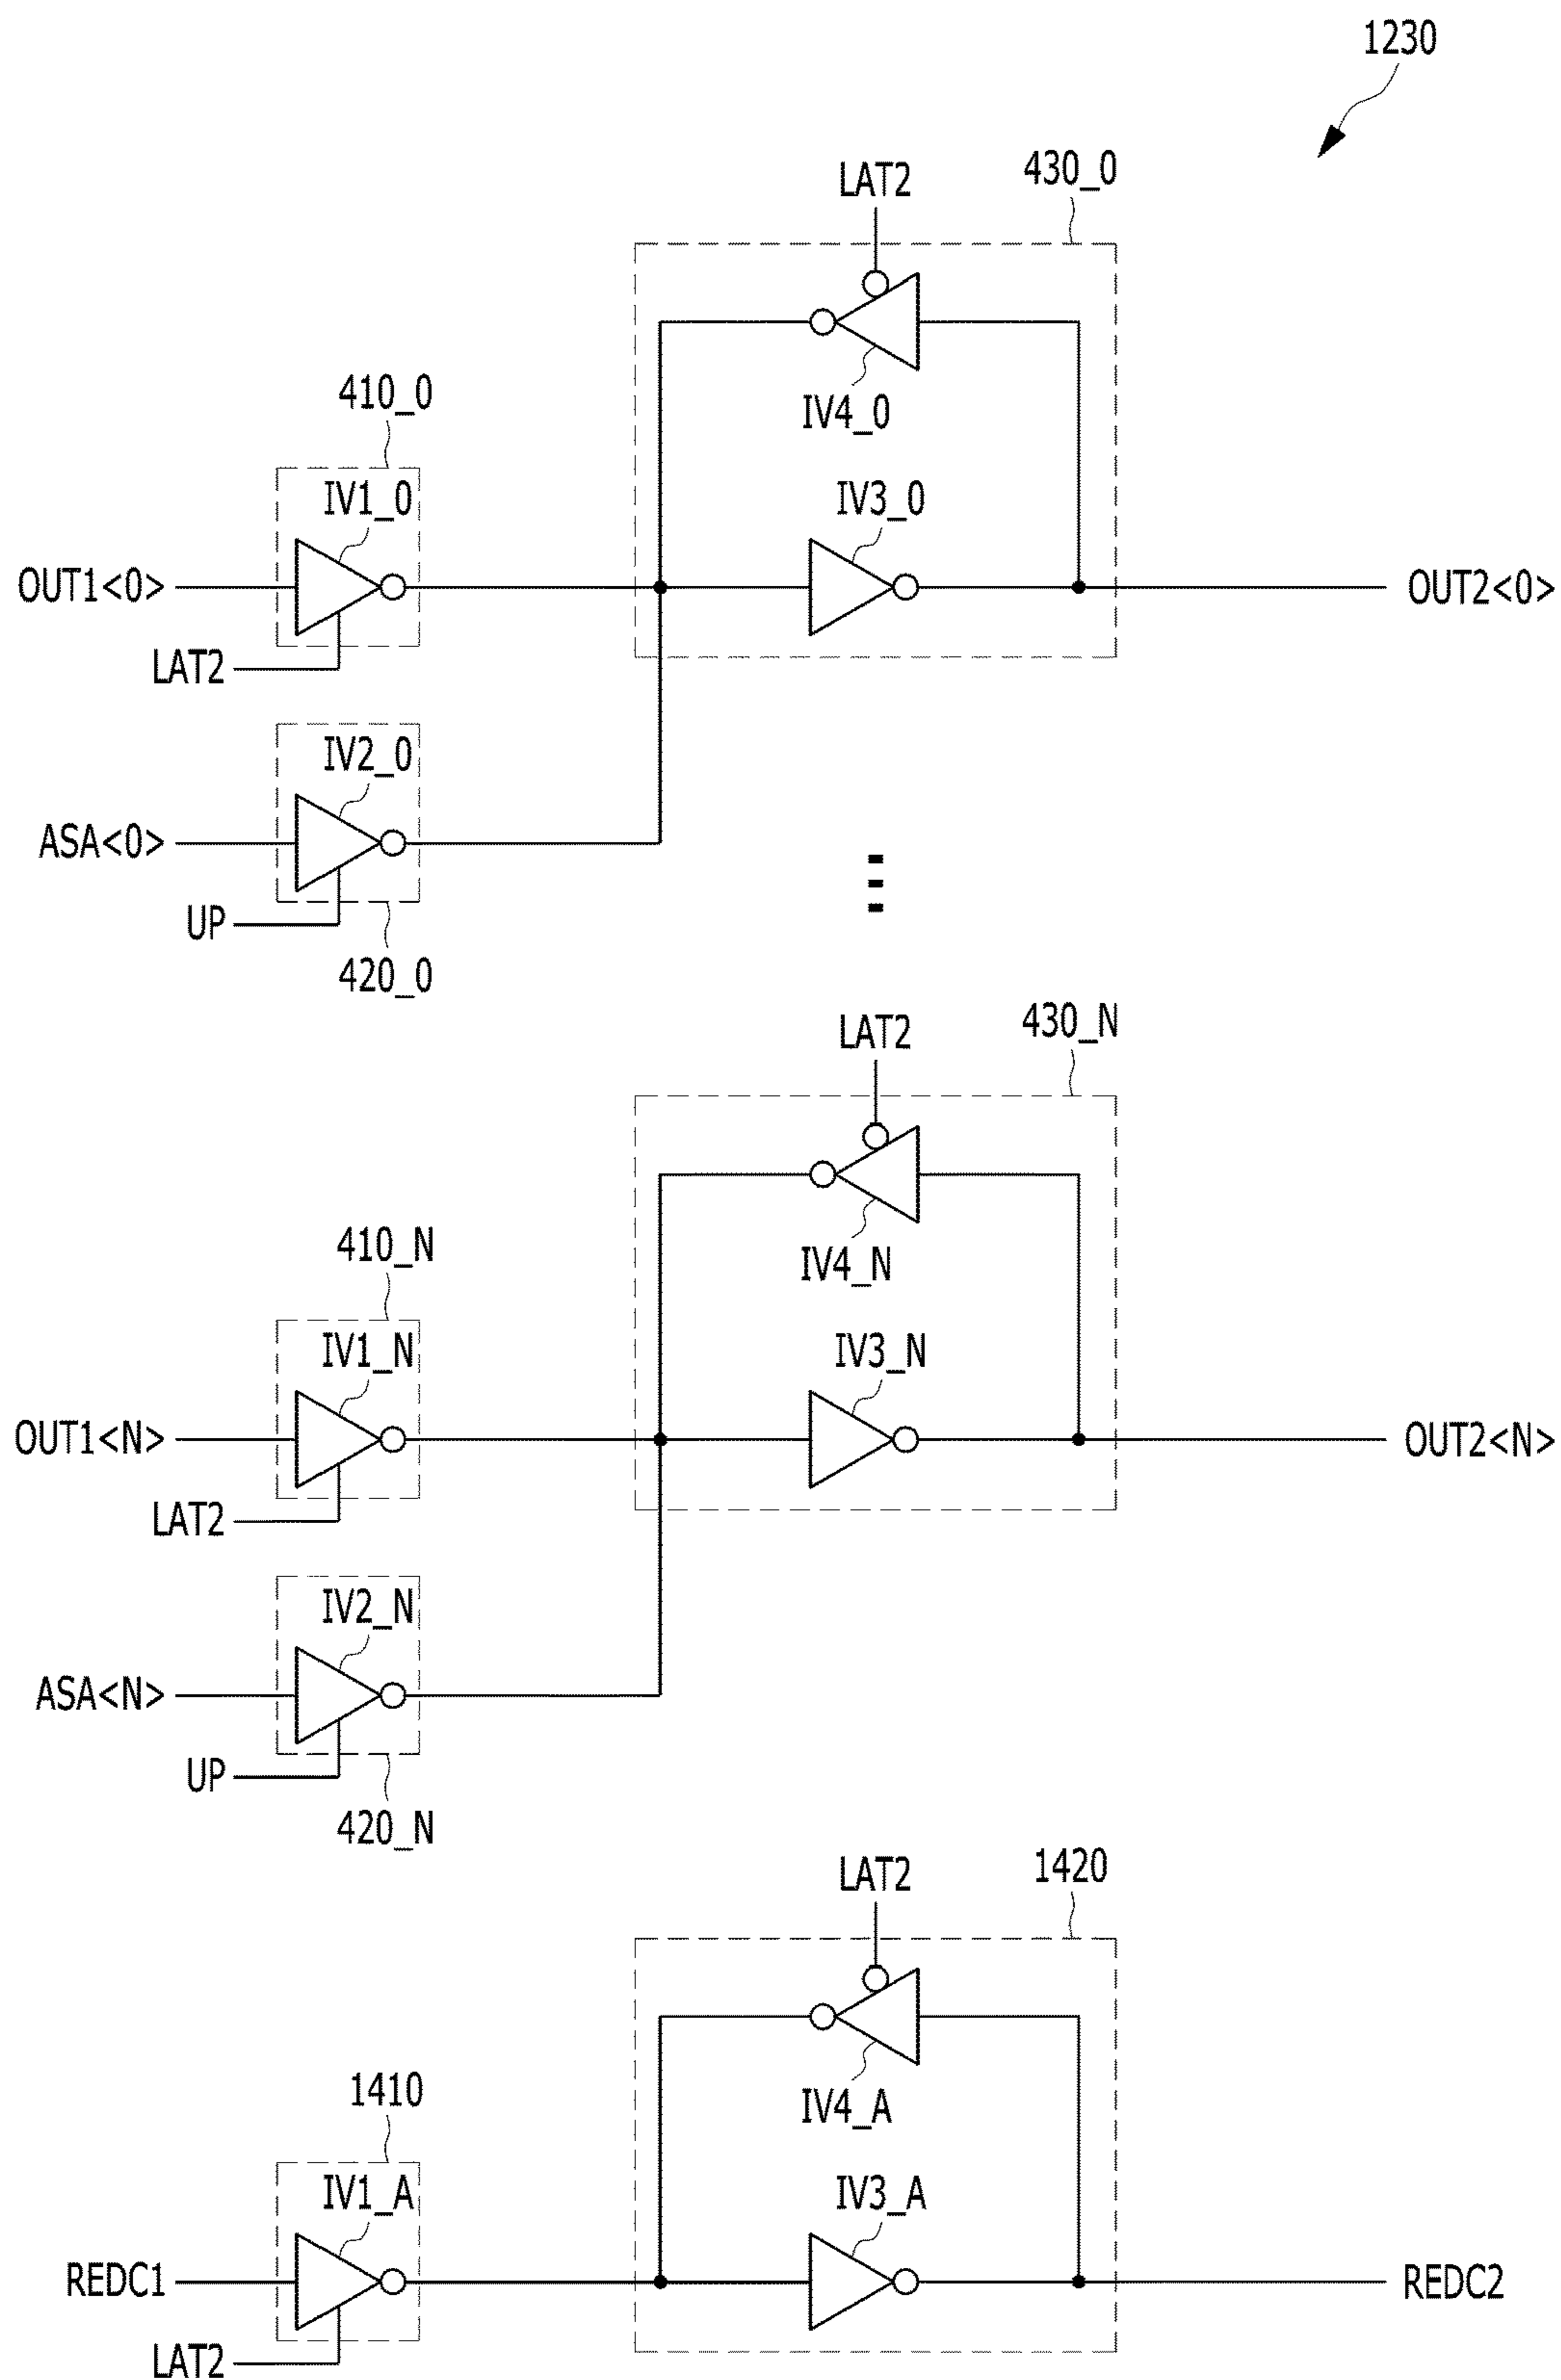 1230
LAT2
430_0
IV4_0
410_0
IV1_0
IV3_0
OUT1<0>
OUT2<0>
LAT2
IV2_0
ASA<0>
UP
420_0
LAT2
430_N
IV4_N
410_N
IV1_N
IV3_N
OUT1<N>
OUT2<N>
LAT2
IV2_N
ASA<N>
UP
420_N
LAT2
1420
IV4_A
1410
IV1_A
IV3_A
REDC1
REDC2
LAT2